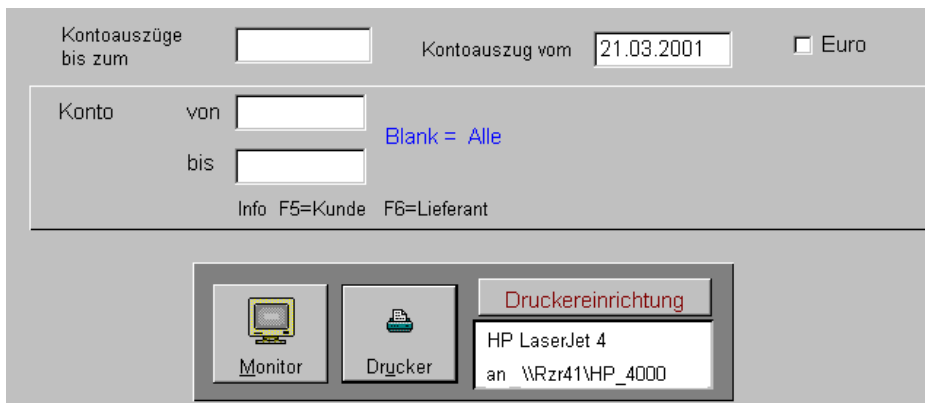 Kontoauszüge
bis zum
Kontoauszug vom 21.03.2001
Euro
Konto von
Blank = Alle
bis
Info F5=Kunde F6=Lieferant
Monitor
Drucker
Druckereinrichtung
HP LaserJet 4
an \\Rzr41\HP_4000